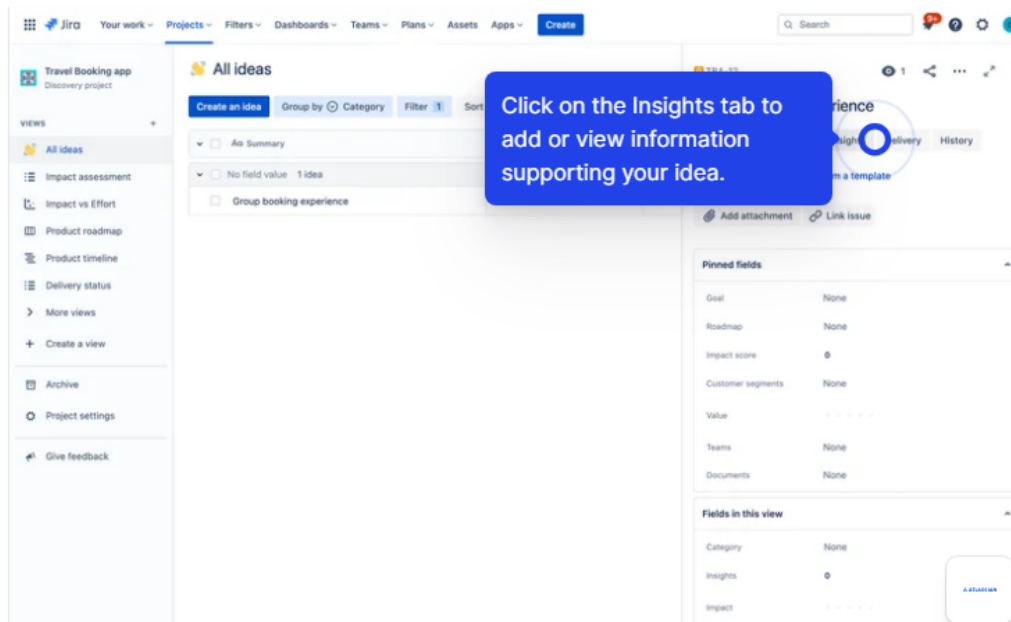 Jira Your work Projects Filters Dashboards Teams Plans Assets Apps Create Search 9+
Travel Booking app
Discovery project
VIEWS +
All ideas
Impact assessment
Impact vs Effort
Product roadmap
Product timeline
Delivery status
More views
+ Create a view
Archive
Project settings
Give feedback
All ideas
Create an idea Group by Category Filter 1 Sort
Aa Summary
No field value 1 idea
Group booking experience
Click on the Insights tab to
add or view information
supporting your idea.
1
Delivery History
a template
Add attachment Link issue
Pinned fields
Goal None
Roadmap None
Impact score 0
Customer segments None
Value
Teams None
Documents None
Fields in this view
Category None
Insights 0
Impact
ATLASSIAN